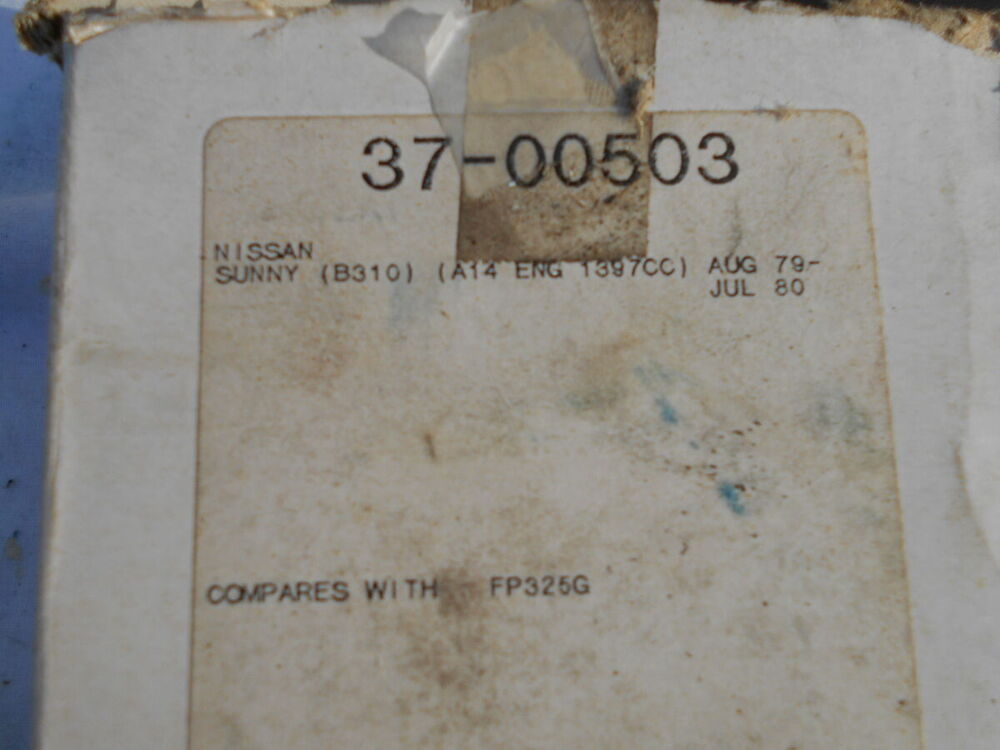 37-00503
NISSAN
SUNNY (B310) (A14 ENG 1397CC) AUG 79-
JUL 80
COMPARES WITH FP325G